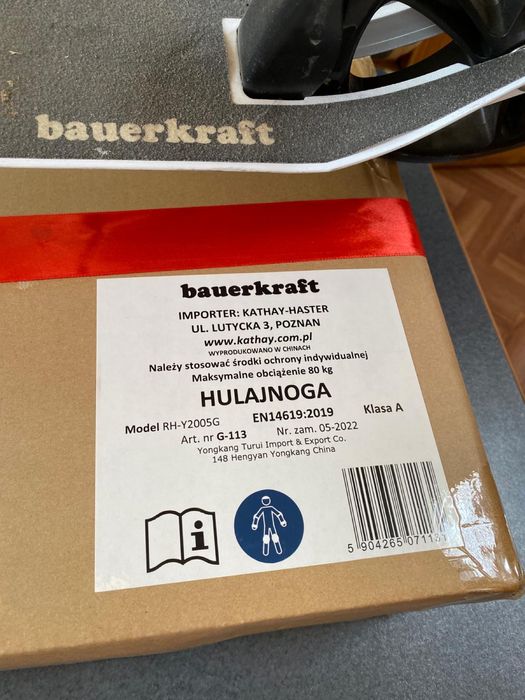 bauerkraft
bauerkraft
IMPORTER: KATHAY-HASTER
UL. LUTYCKA 3, POZNAN
www.kathay.com.pl
WYPRODUKOWANO W CHINACH
Należy stosować środki ochrony indywidualnej
Maksymalne obciążenie 80 kg
HULAJNOGA
Model RH-Y2005G EN14619:2019 Klasa A
Art. nr G-113 Nr. zam. 05-2022
Yongkang Turui Import & Export Co.
148 Hengyan Yongkang China
5 904265